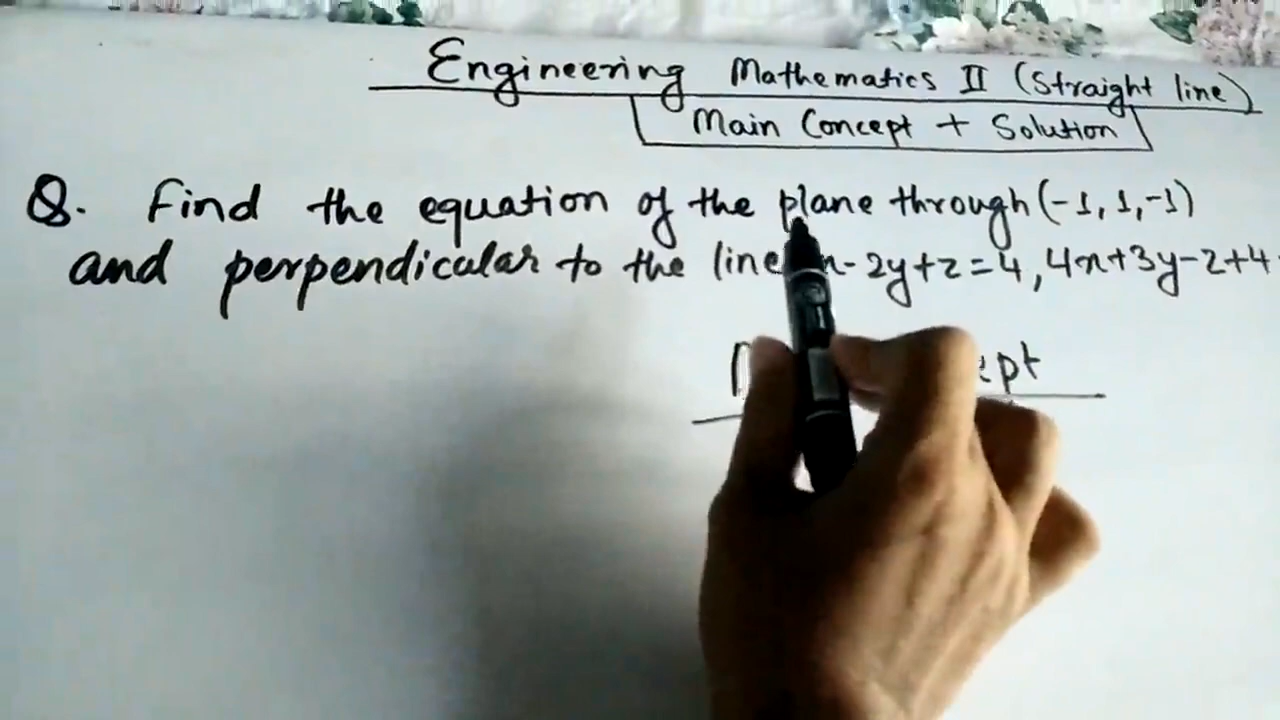 Engineering Mathematics II (Straight line)
Main Concept + Solution
Q. Find the equation of the plane through (-1, 1, -1)
and perpendicular to the line - 2y+z=4, 4x+3y-z+4